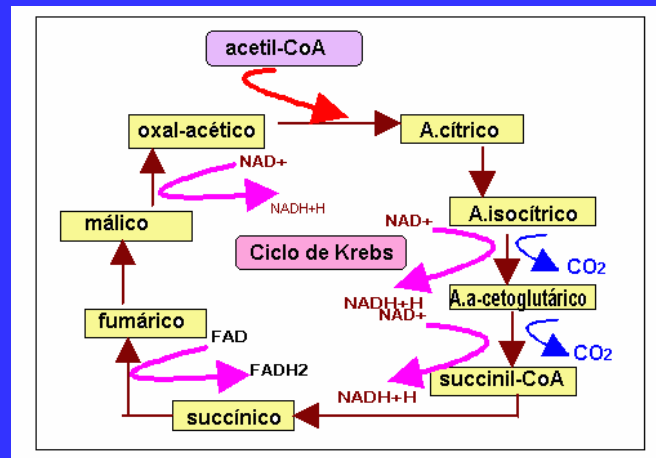 acetil-CoA
oxal-acético
A.cítrico
NAD+
NADH+H
málico
NAD+
A.isocítrico
Ciclo de Krebs
CO2
NADH+H
A.a-cetoglutárico
NAD+
fumárico
FAD
CO2
FADH2
succinil-CoA
NADH+H
succínico